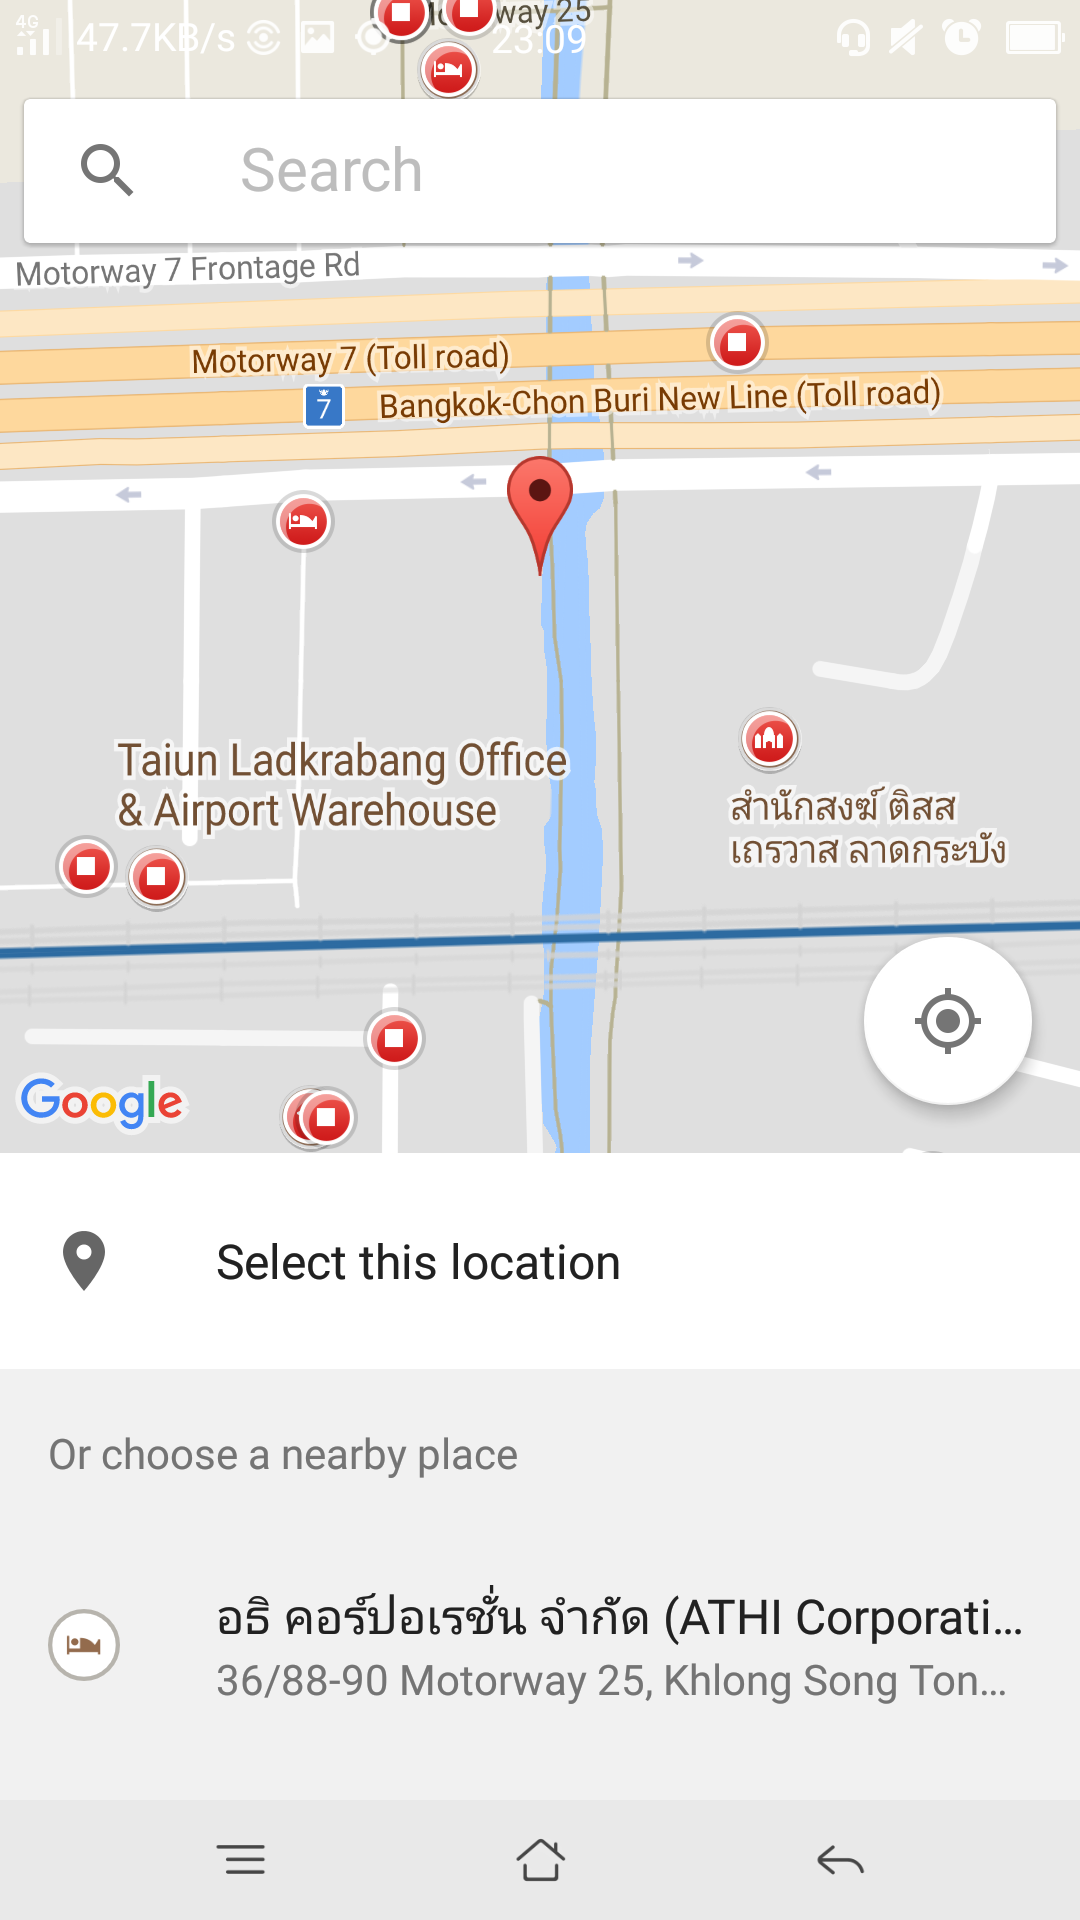 way 25
4G
47.7KB/s
23:09
Search
Motorway 7 Frontage Rd
Motorway 7 (Toll road)
7
Bangkok-Chon Buri New Line (Toll road)
Taiun Ladkrabang Office
& Airport Warehouse
สำนักสงฆ์ ติสส
เถรวาส ลาดกระบัง
Google
Select this location
Or choose a nearby place
อธิ คอร์ปอเรชั่น จำกัด (ATHI Corporati...
36/88-90 Motorway 25, Khlong Song Ton...